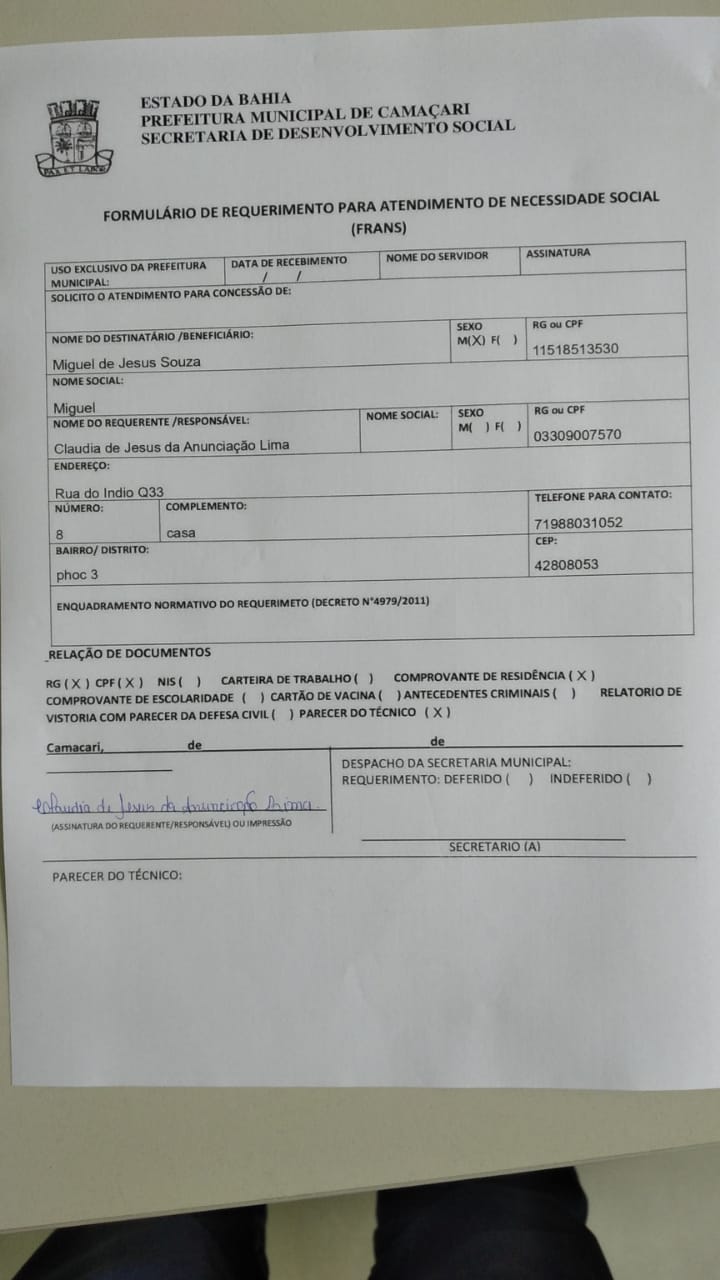 ESTADO DA BAHIA
PREFEITURA MUNICIPAL DE CAMAÇARI
SECRETARIA DE DESENVOLVIMENTO SOCIAL
PAX ET LABOR
FORMULÁRIO DE REQUERIMENTO PARA ATENDIMENTO DE NECESSIDADE SOCIAL
(FRANS)
USO EXCLUSIVO DA PREFEITURA MUNICIPAL: DATA DE RECEBIMENTO / / NOME DO SERVIDOR ASSINATURA
SOLICITO O ATENDIMENTO PARA CONCESSÃO DE:
NOME DO DESTINATÁRIO /BENEFICIÁRIO: SEXO RG ou CPF
Miguel de Jesus Souza M(X) F( ) 11518513530
NOME SOCIAL:
Miguel
NOME DO REQUERENTE /RESPONSÁVEL: NOME SOCIAL: SEXO RG ou CPF
Claudia de Jesus da Anunciação Lima M( ) F( ) 03309007570
ENDEREÇO:
Rua do Indio Q33
NÚMERO: COMPLEMENTO: TELEFONE PARA CONTATO:
8 casa 71988031052
BAIRRO/ DISTRITO: CEP:
phoc 3 42808053
ENQUADRAMENTO NORMATIVO DO REQUERIMETO (DECRETO N°4979/2011)
RELAÇÃO DE DOCUMENTOS
RG ( X ) CPF ( X ) NIS ( ) CARTEIRA DE TRABALHO ( ) COMPROVANTE DE RESIDÊNCIA ( X )
COMPROVANTE DE ESCOLARIDADE ( ) CARTÃO DE VACINA ( ) ANTECEDENTES CRIMINAIS ( ) RELATORIO DE
VISTORIA COM PARECER DA DEFESA CIVIL ( ) PARECER DO TÉCNICO ( X )
Camacari, de de
DESPACHO DA SECRETARIA MUNICIPAL:
REQUERIMENTO: DEFERIDO ( ) INDEFERIDO ( )
Claudia de Jesus da Anunciação Lima
(ASSINATURA DO REQUERENTE/RESPONSÁVEL) OU IMPRESSÃO
SECRETARIO (A)
PARECER DO TÉCNICO: